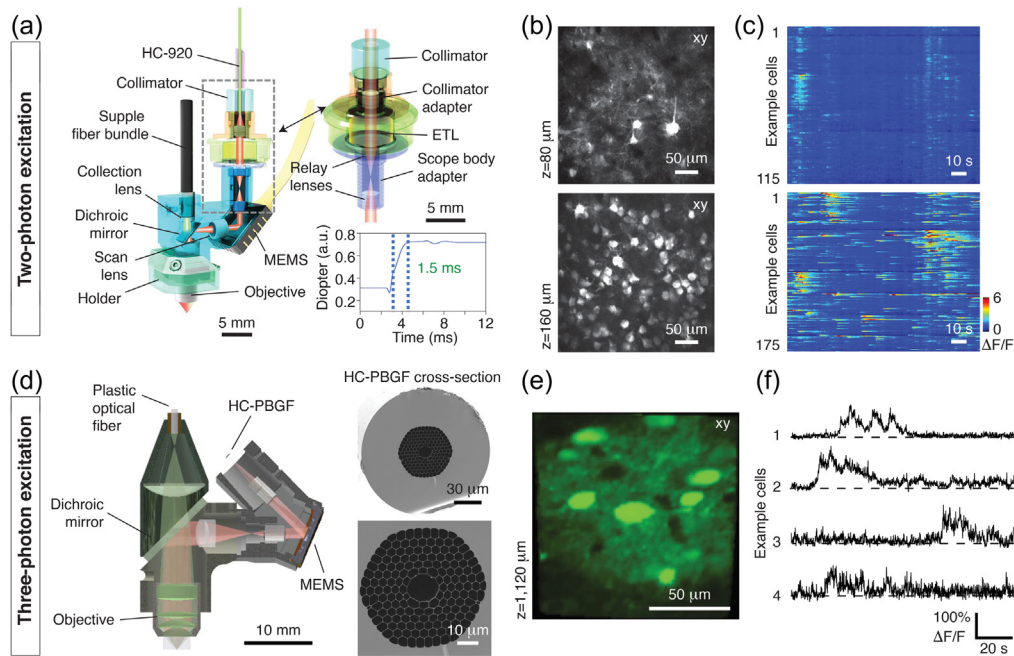 (a)
Two-photon excitation
HC-920
Collimator
Supple
fiber bundle
Collection
lens
Dichroic
mirror
Scan
lens
Holder
MEMS
Objective
5 mm
Collimator
Collimator
adapter
ETL
Relay
lenses
Scope body
adapter
5 mm
Diopter (a.u.)
0.8
0.6
0.4
0.2
1.5 ms
0
4
8
12
Time (ms)
(b)
xy
z=80 μm
50 μm
xy
z=160 μm
50 μm
(c)
1
Example cells
115
10 s
1
Example cells
175
10 s
6
0
ΔF/F
(d)
Three-photon excitation
Plastic
optical
fiber
HC-PBGF
Dichroic
mirror
MEMS
Objective
10 mm
HC-PBGF cross-section
30 μm
10 μm
(e)
xy
z=1,120 μm
50 μm
(f)
Example cells
1
2
3
4
100%
ΔF/F
20 s